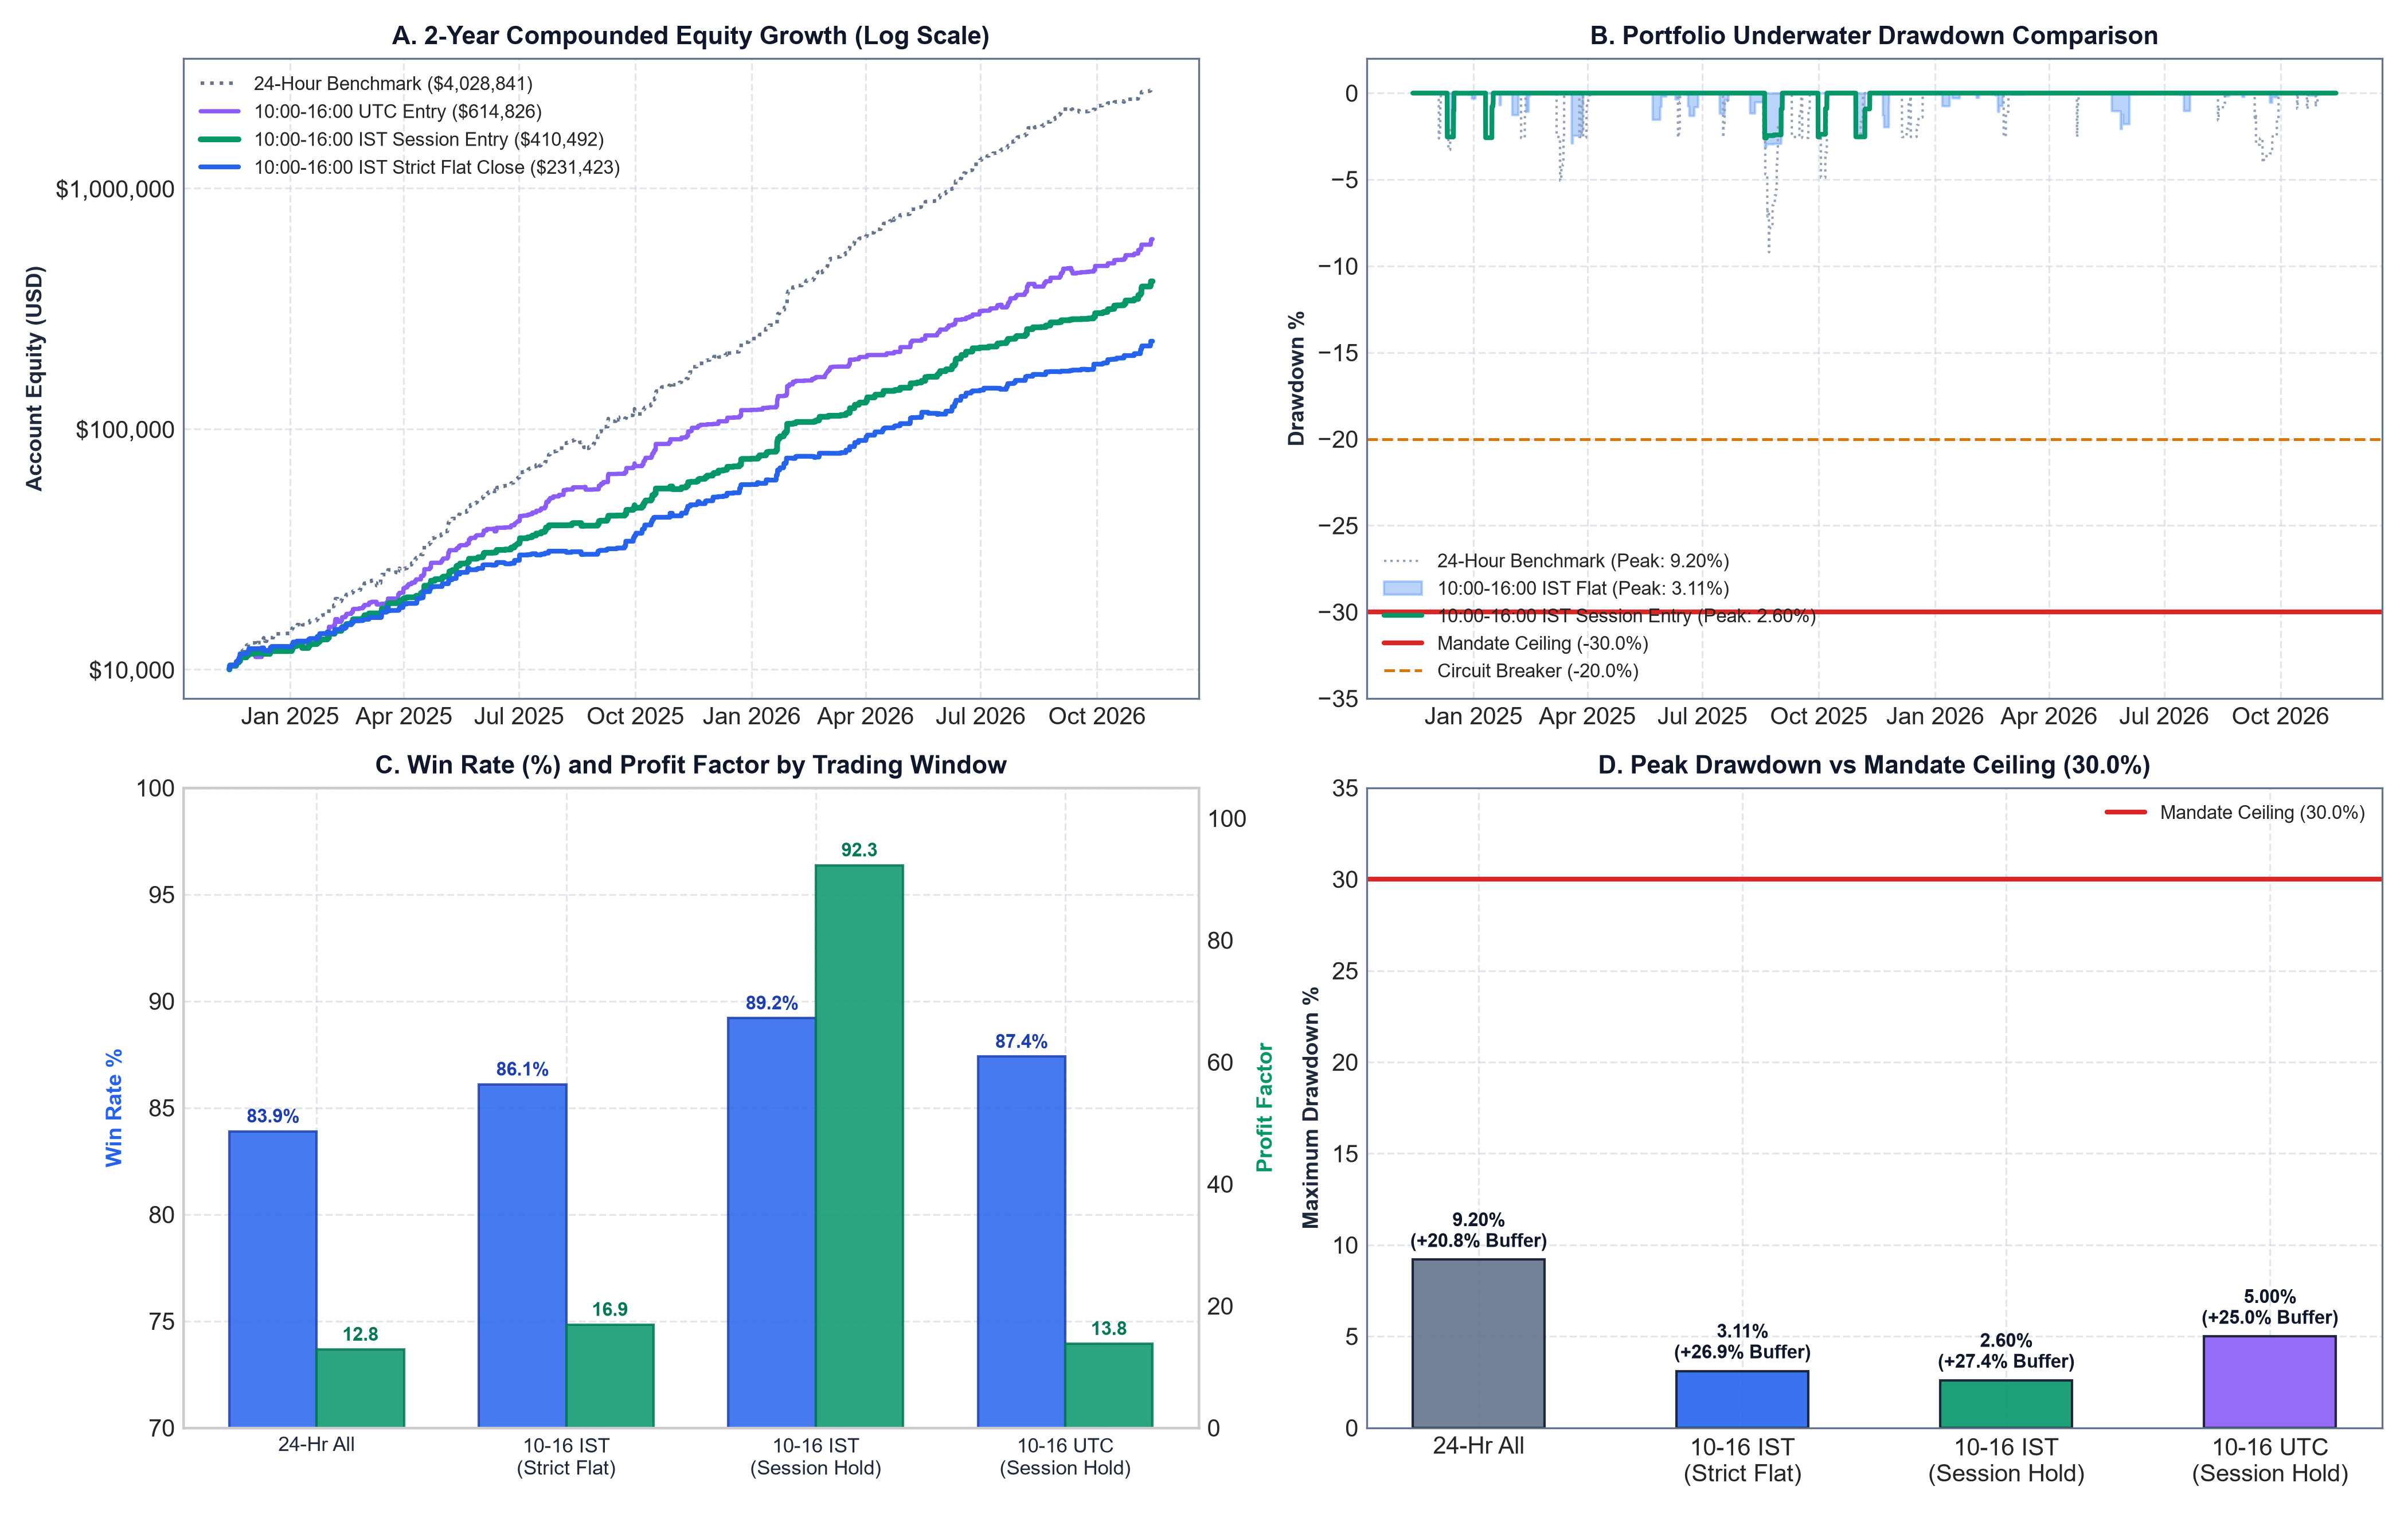 A. 2-Year Compounded Equity Growth (Log Scale)
24-Hour Benchmark ($4,028,841)
10:00-16:00 UTC Entry ($614,826)
10:00-16:00 IST Session Entry ($410,492)
10:00-16:00 IST Strict Flat Close ($231,423)
Account Equity (USD)
$1,000,000
$100,000
$10,000
Jan 2025 Apr 2025 Jul 2025 Oct 2025 Jan 2026 Apr 2026 Jul 2026 Oct 2026
B. Portfolio Underwater Drawdown Comparison
Drawdown %
0
−5
−10
−15
−20
−25
−30
−35
24-Hour Benchmark (Peak: 9.20%)
10:00-16:00 IST Flat (Peak: 3.11%)
10:00-16:00 IST Session Entry (Peak: 2.60%)
Mandate Ceiling (-30.0%)
Circuit Breaker (-20.0%)
Jan 2025 Apr 2025 Jul 2025 Oct 2025 Jan 2026 Apr 2026 Jul 2026 Oct 2026
C. Win Rate (%) and Profit Factor by Trading Window
Win Rate %
100
95
90
85
80
75
70
83.9%
12.8
86.1%
16.9
89.2%
92.3
87.4%
13.8
100
80
60
40
20
0
Profit Factor
24-Hr All
10-16 IST
(Strict Flat)
10-16 IST
(Session Hold)
10-16 UTC
(Session Hold)
D. Peak Drawdown vs Mandate Ceiling (30.0%)
Mandate Ceiling (30.0%)
Maximum Drawdown %
35
30
25
20
15
10
5
0
9.20%
(+20.8% Buffer)
3.11%
(+26.9% Buffer)
2.60%
(+27.4% Buffer)
5.00%
(+25.0% Buffer)
24-Hr All
10-16 IST
(Strict Flat)
10-16 IST
(Session Hold)
10-16 UTC
(Session Hold)